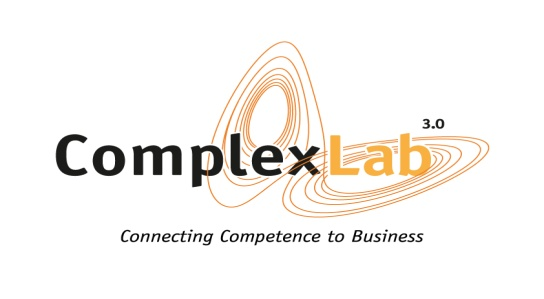 3.0
ComplexLab
Connecting Competence to Business